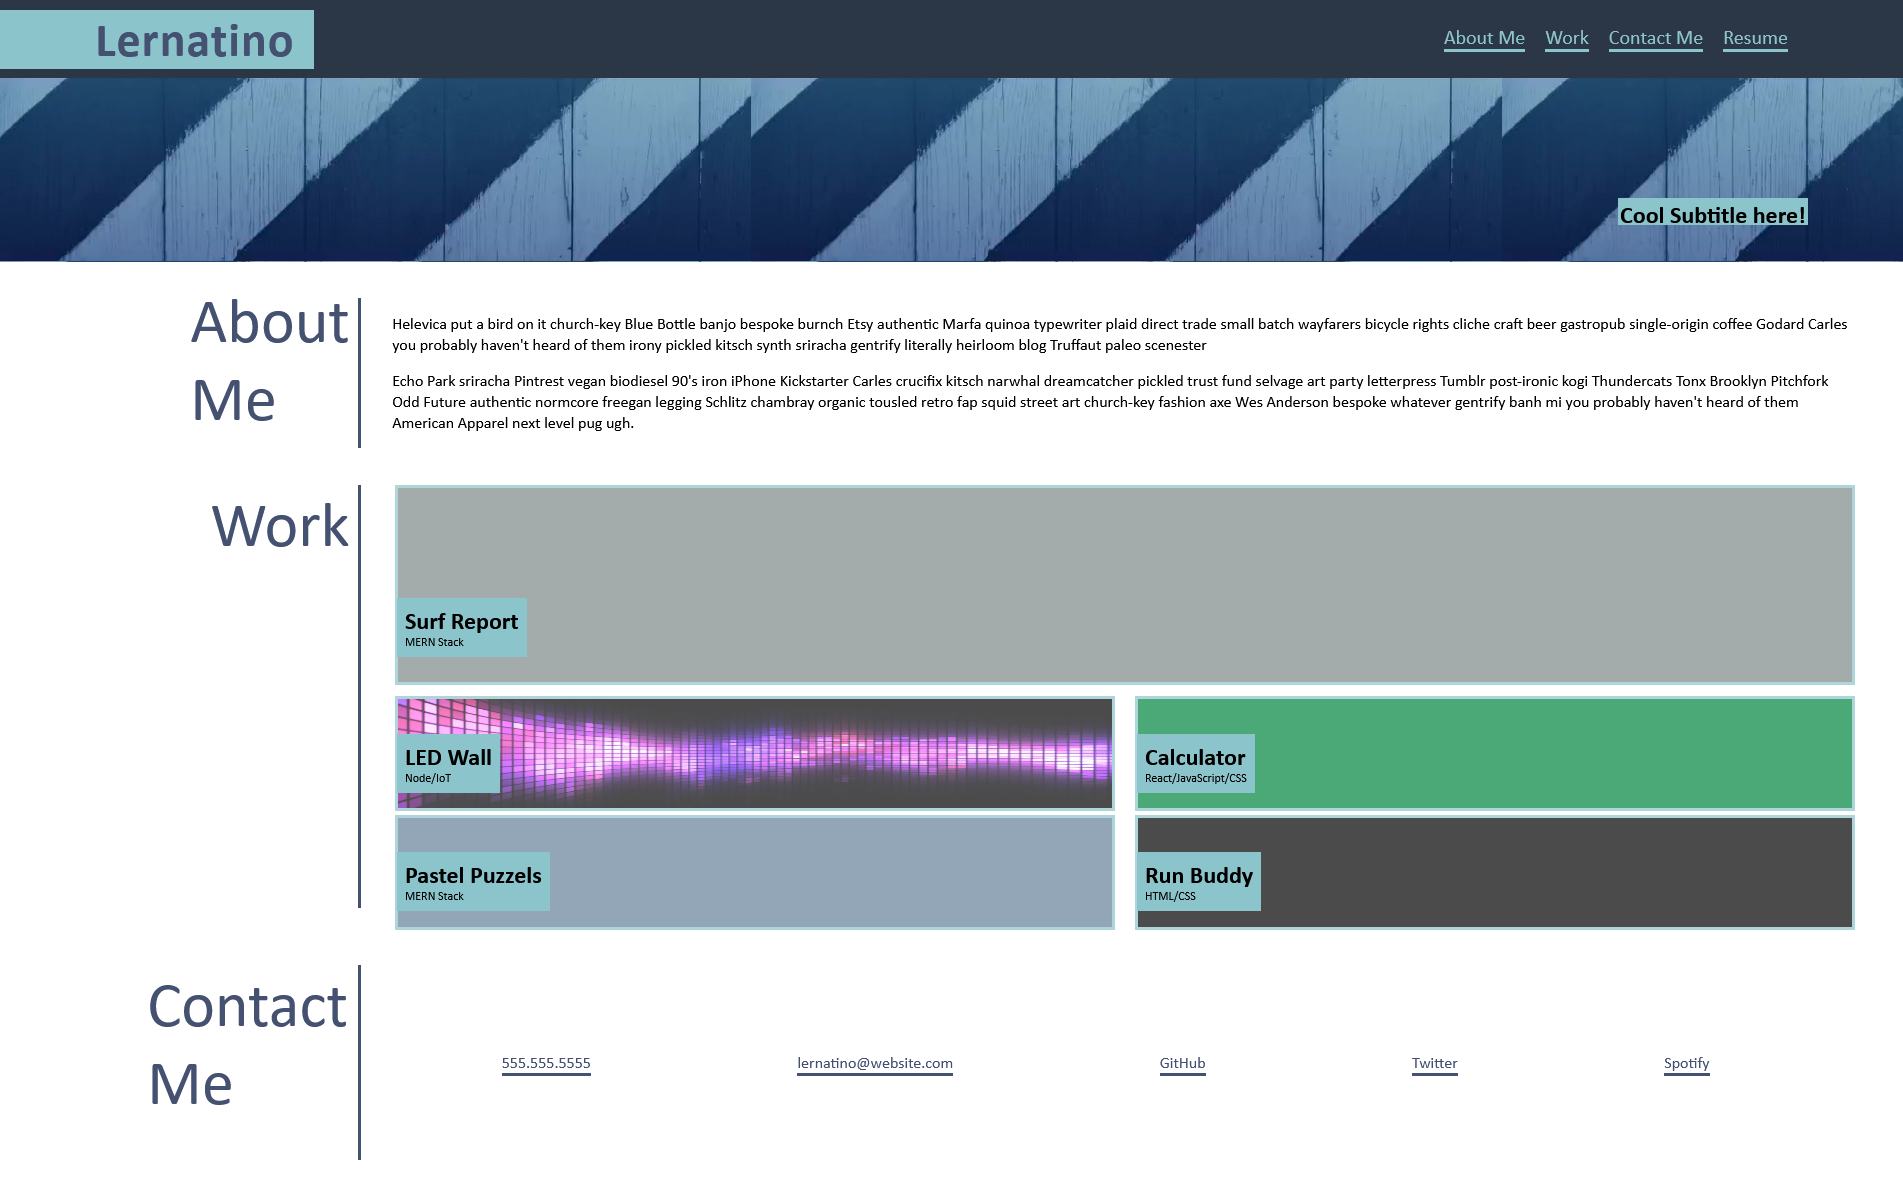 Lernatino
About Me Work Contact Me Resume
Cool Subtitle here!
About
Me
Helevica put a bird on it church-key Blue Bottle banjo bespoke burnch Etsy authentic Marfa quinoa typewriter plaid direct trade small batch wayfarers bicycle rights cliche craft beer gastropub single-origin coffee Godard Carles
you probably haven't heard of them irony pickled kitsch synth sriracha gentrify literally heirloom blog Truffaut paleo scenester
Echo Park sriracha Pintrest vegan biodiesel 90's iron iPhone Kickstarter Carles crucifix kitsch narwhal dreamcatcher pickled trust fund selvage art party letterpress Tumblr post-ironic kogi Thundercats Tonx Brooklyn Pitchfork
Odd Future authentic normcore freegan legging Schlitz chambray organic tousled retro fap squid street art church-key fashion axe Wes Anderson bespoke whatever gentrify banh mi you probably haven't heard of them
American Apparel next level pug ugh.
Work
Surf Report
MERN Stack
LED Wall
Node/IoT
Calculator
React/JavaScript/CSS
Pastel Puzzels
MERN Stack
Run Buddy
HTML/CSS
Contact
Me
555.555.5555 lernatino@website.com GitHub Twitter Spotify